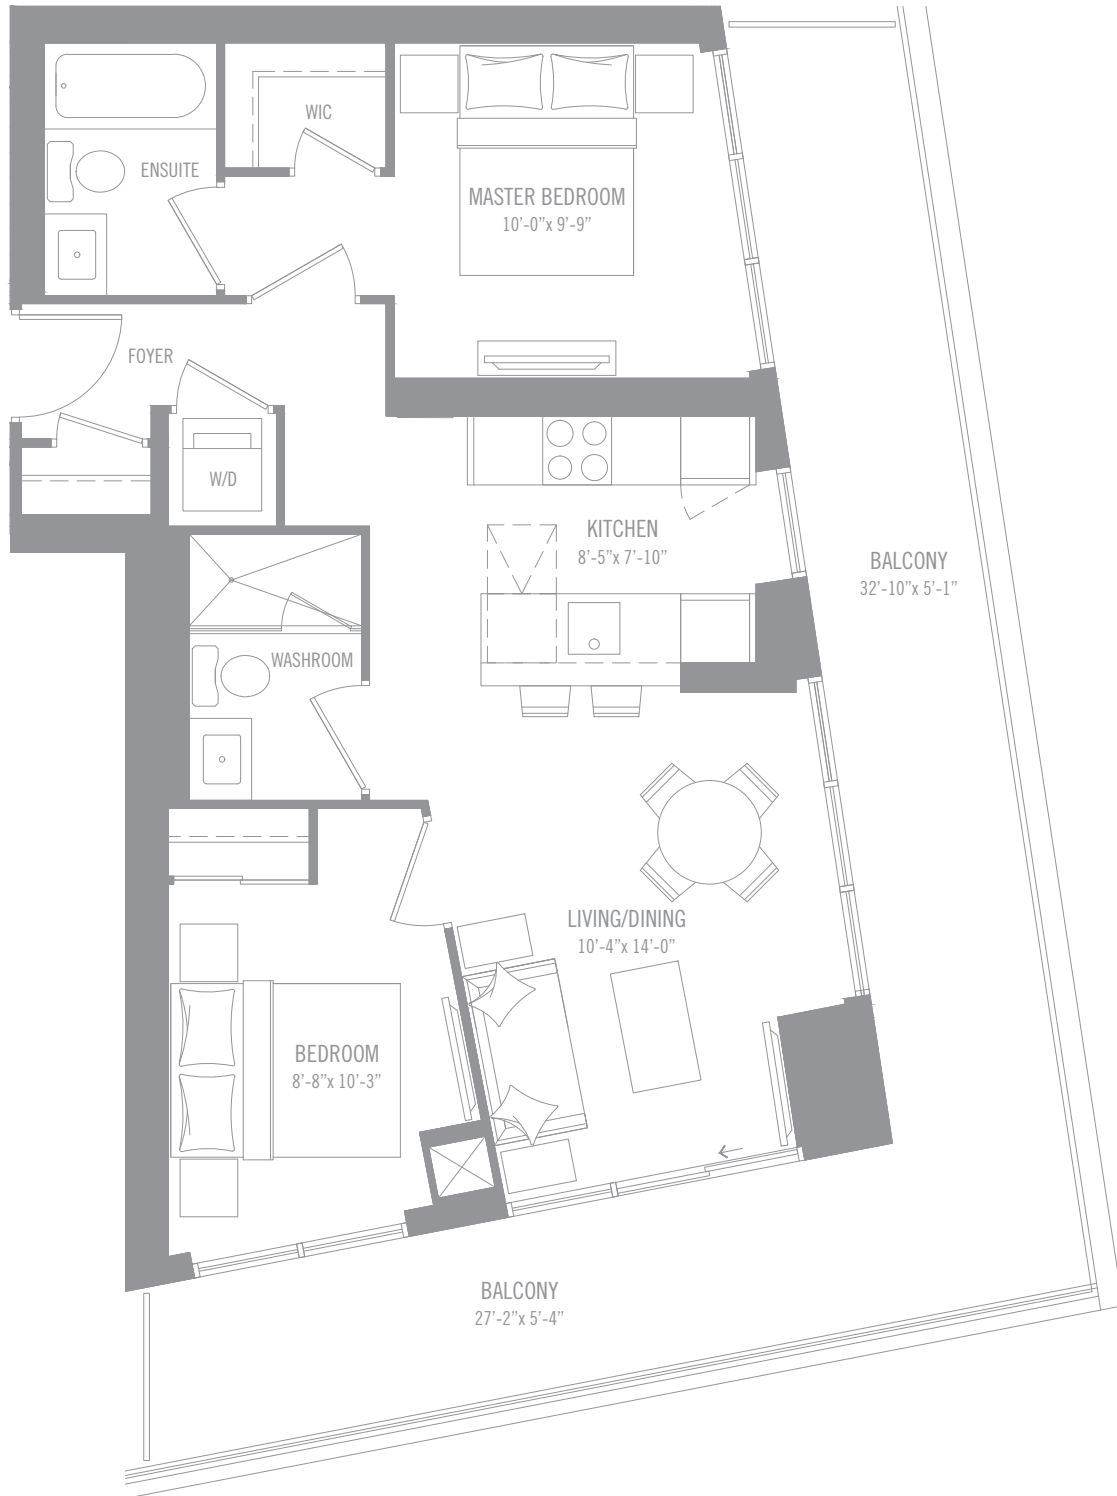 WIC
ENSUITE
MASTER BEDROOM
10'-0”x 9'-9”
FOYER
W/D
KITCHEN
8'-5”x 7'-10”
BALCONY
32'-10”x 5'-1”
WASHROOM
LIVING/DINING
10'-4”x 14'-0”
BEDROOM
8'-8”x 10'-3”
BALCONY
27'-2”x 5'-4”